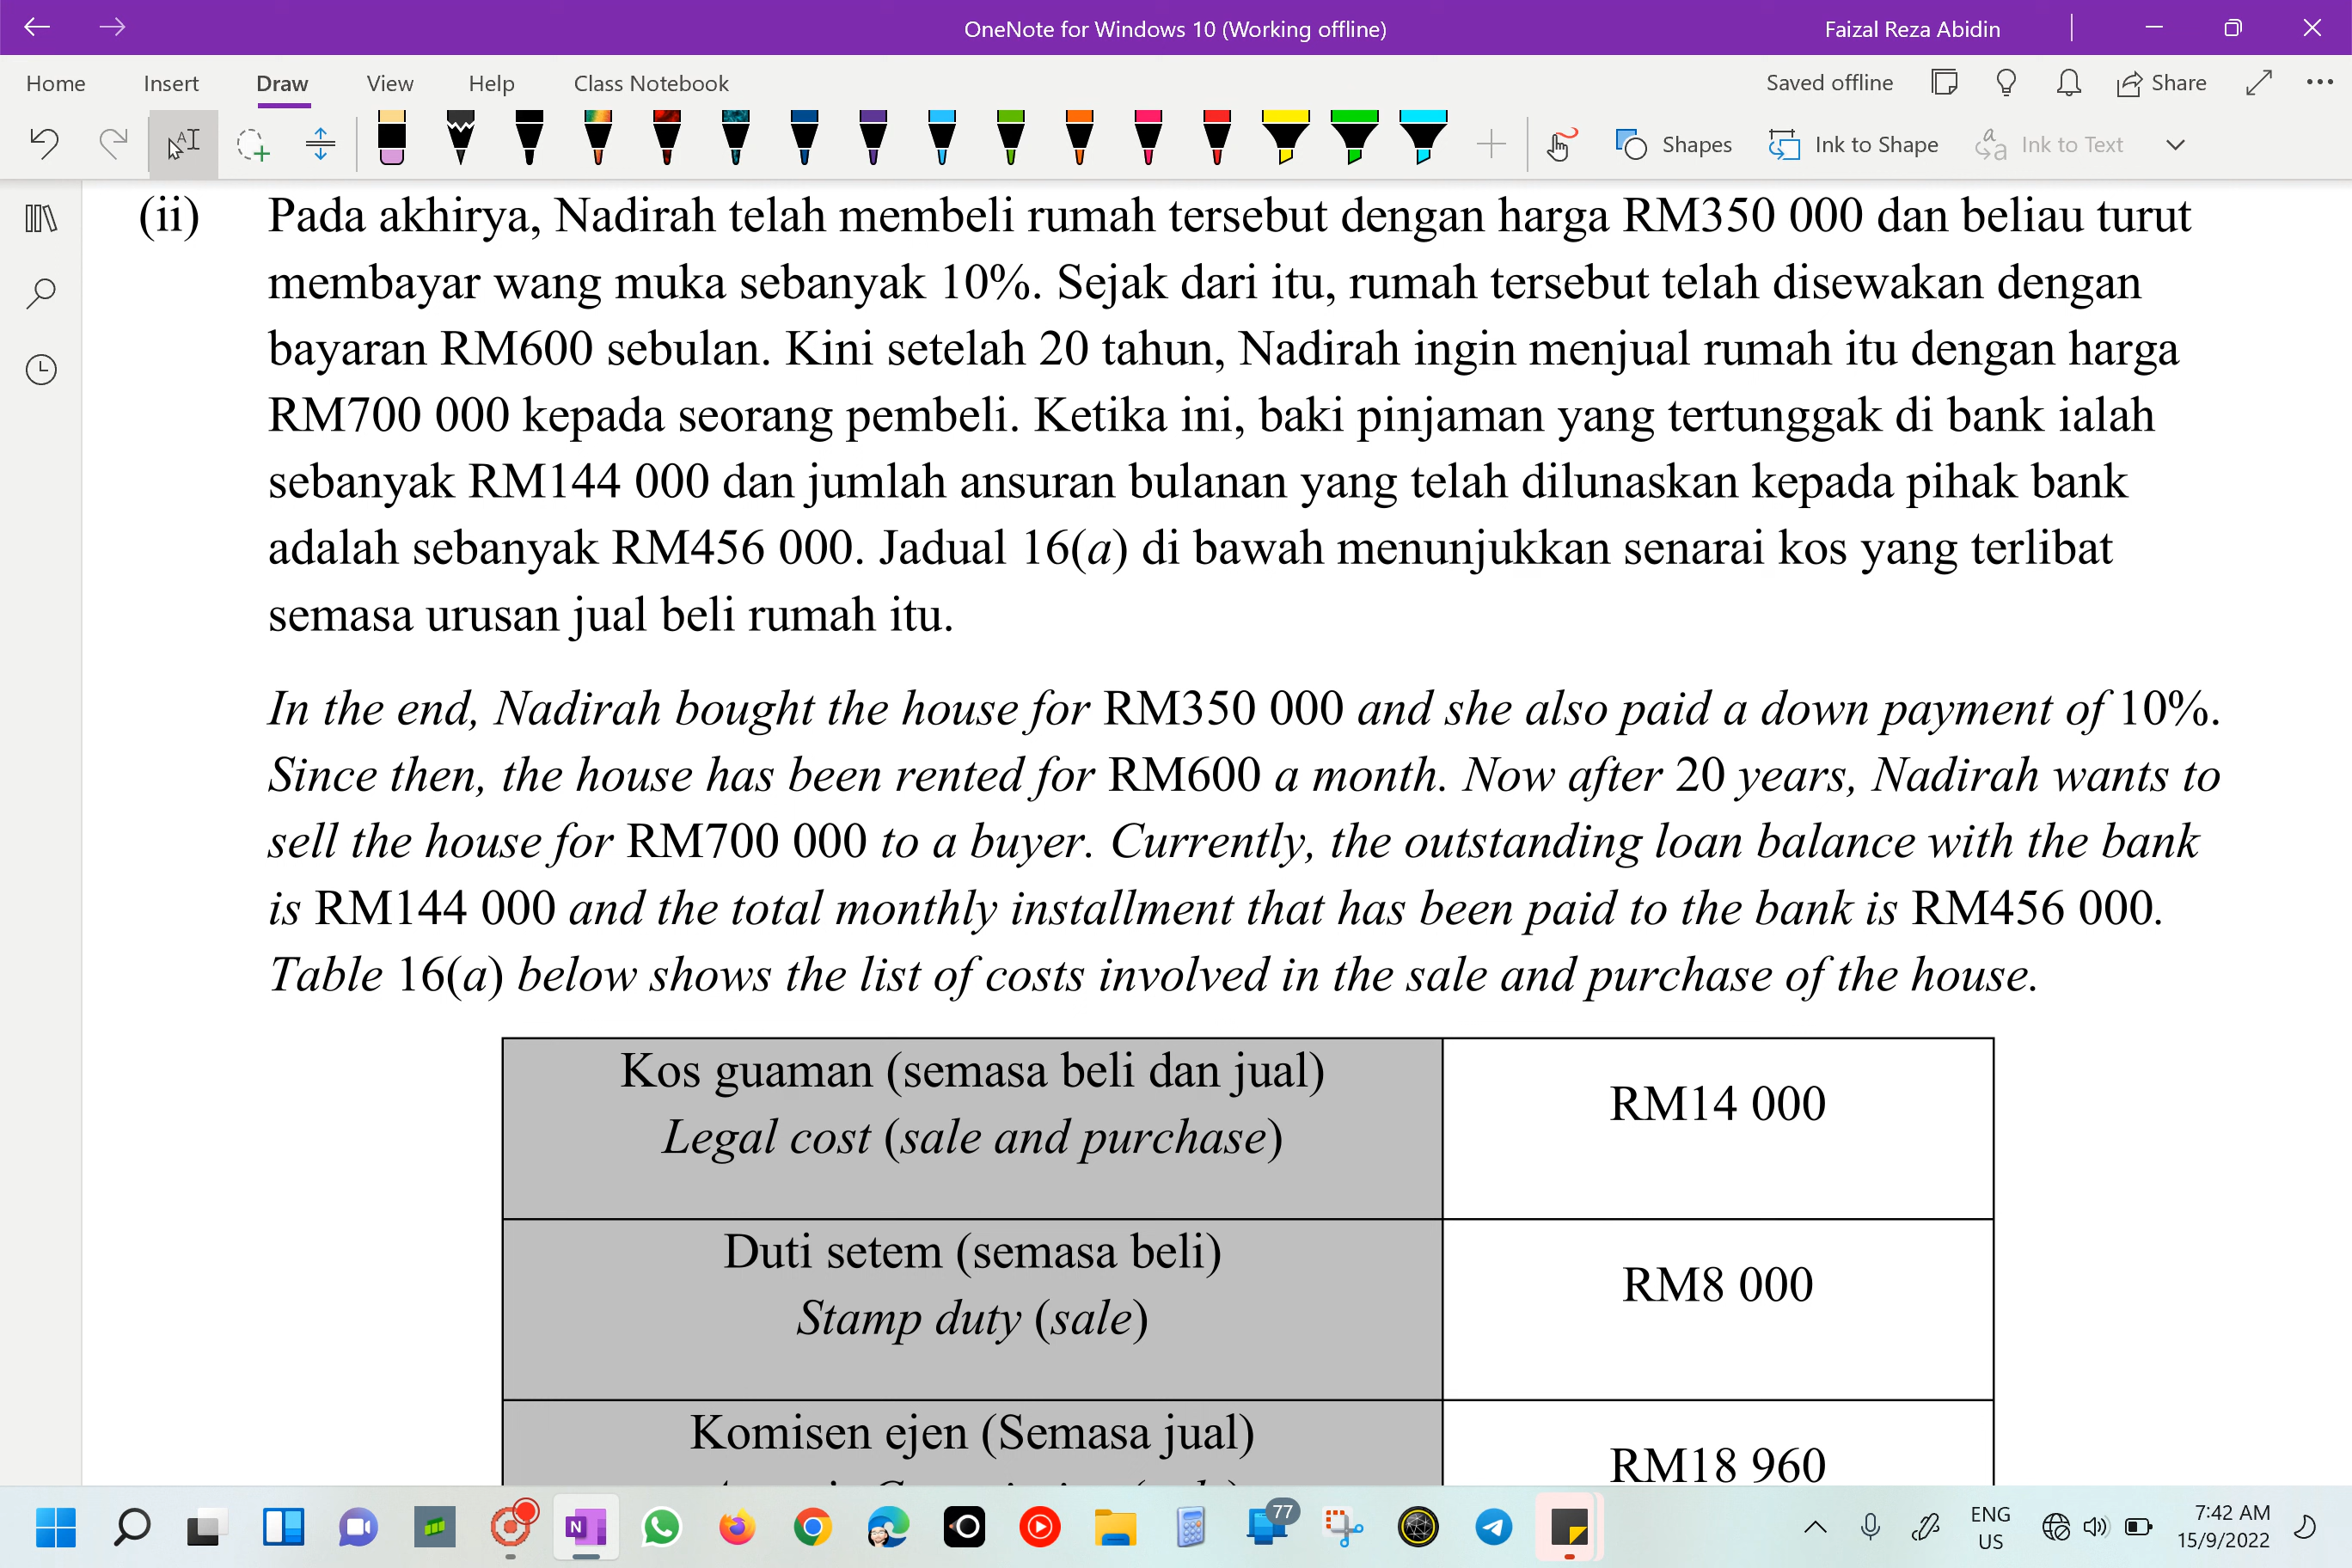 OneNote for Windows 10 (Working offline)
Faizal Reza Abidin
Home Insert Draw View Help Class Notebook
Saved offline
Share
Shapes
Ink to Shape
Ink to Text
(ii) Pada akhirya, Nadirah telah membeli rumah tersebut dengan harga RM350 000 dan beliau turut
membayar wang muka sebanyak 10%. Sejak dari itu, rumah tersebut telah disewakan dengan
bayaran RM600 sebulan. Kini setelah 20 tahun, Nadirah ingin menjual rumah itu dengan harga
RM700 000 kepada seorang pembeli. Ketika ini, baki pinjaman yang tertunggak di bank ialah
sebanyak RM144 000 dan jumlah ansuran bulanan yang telah dilunaskan kepada pihak bank
adalah sebanyak RM456 000. Jadual 16(a) di bawah menunjukkan senarai kos yang terlibat
semasa urusan jual beli rumah itu.
In the end, Nadirah bought the house for RM350 000 and she also paid a down payment of 10%.
Since then, the house has been rented for RM600 a month. Now after 20 years, Nadirah wants to
sell the house for RM700 000 to a buyer. Currently, the outstanding loan balance with the bank
is RM144 000 and the total monthly installment that has been paid to the bank is RM456 000.
Table 16(a) below shows the list of costs involved in the sale and purchase of the house.
Kos guaman (semasa beli dan jual)
Legal cost (sale and purchase)
RM14 000
Duti setem (semasa beli)
Stamp duty (sale)
RM8 000
Komisen ejen (Semasa jual)
RM18 960
77
ENG
US
7:42 AM
15/9/2022